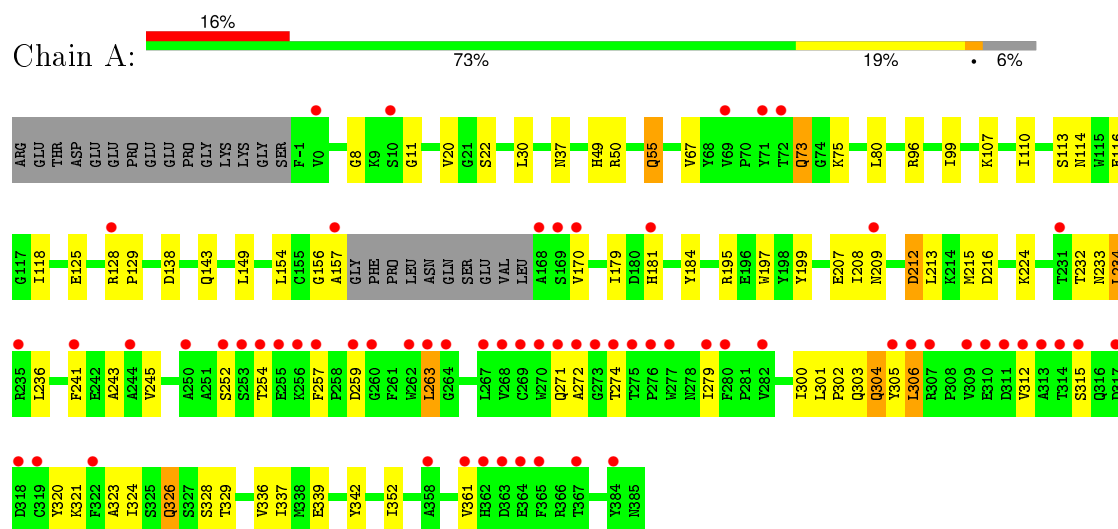 16%
Chain A:
73% 19% • 6%
ARG GLU THR ASP GLU GLU PRO GLU GLU PRO GLY LYS LYS GLY SER F-1 V0 G8 K9 S10 G11 V20 G21 S22 L30 N37 H49 R50 Q55 V67 Y68 V69 P70 Y71 T72 Q73 G74 K75 L80 R96 I99 K107 I110 S113 N114 W115 E116
G117 I118 E125 R128 P129 D138 Q143 L149 L154 C155 G156 A157 GLY PHE PRO LEU ASN GLN SER GLU VAL LEU A168 S169 V170 I179 D180 H181 Y184 R195 E196 W197 Y198 Y199 E207 I208 N209 D212 L213 K214 M215 D216 K224 T231 T232 N233 L234
R235 L236 F241 E242 A243 A244 V245 A250 A251 S252 S253 T254 E255 K256 F257 P258 D259 G260 F261 W262 L263 G264 L267 V268 C269 W270 Q271 A272 G273 T274 T275 P276 W277 N278 I279 F280 P281 V282 I300 L301 P302 Q303 Q304 Y305 L306 R307 P308 V309 E310 D311 V312 A313 T314 S315 Q316 D317
D318 C319 Y320 K321 F322 A323 I324 S325 Q326 S327 S328 T329 V336 I337 M338 E339 Y342 I352 A358 V361 H362 D363 E364 F365 R366 T367 Y384 N385